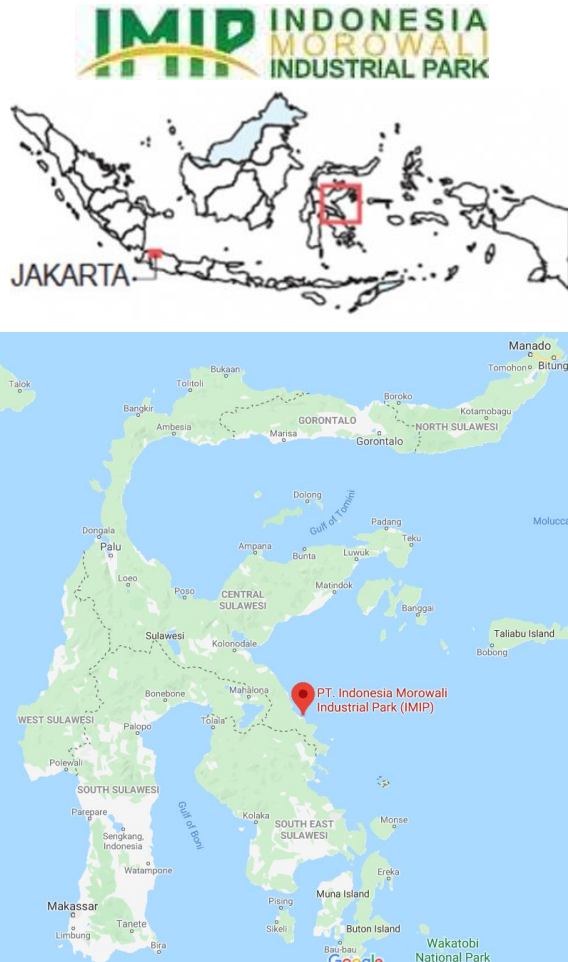 IMIP INDONESIA
MOROWALI
INDUSTRIAL PARK
JAKARTA
Manado
Talok
Bukaan
Tomohon
Bitung
Tolitoli
Bangkir
Boroko
Kotamobagu
Ambesia
GORONTALO
Marisa
NORTH SULAWESI
Gorontalo
Dolong
Gulf of Tomini
Padang
Molucca
Dongala
Teku
Palu
Ampana
Bunta
Luwuk
Loeo
Poso
CENTRAL
SULAWESI
Matindok
Banggai
Sulawesi
Kolonodale
Taliabu Island
Bobong
Bonebone
Mahalona
PT. Indonesia Morowali
Industrial Park (IMIP)
WEST SULAWESI
Palopo
Tolala
Polewali
SOUTH SULAWESI
Parepare
Gulf of Boni
Kolaka
SOUTH EAST
SULAWESI
Monse
Sengkang,
Indonesia
Watampone
Ereka
Makassar
Pising
Muna Island
Limbung
Tanete
Sikeli
Buton Island
Bira
Bau-bau
Wakatobi
National Park
Google